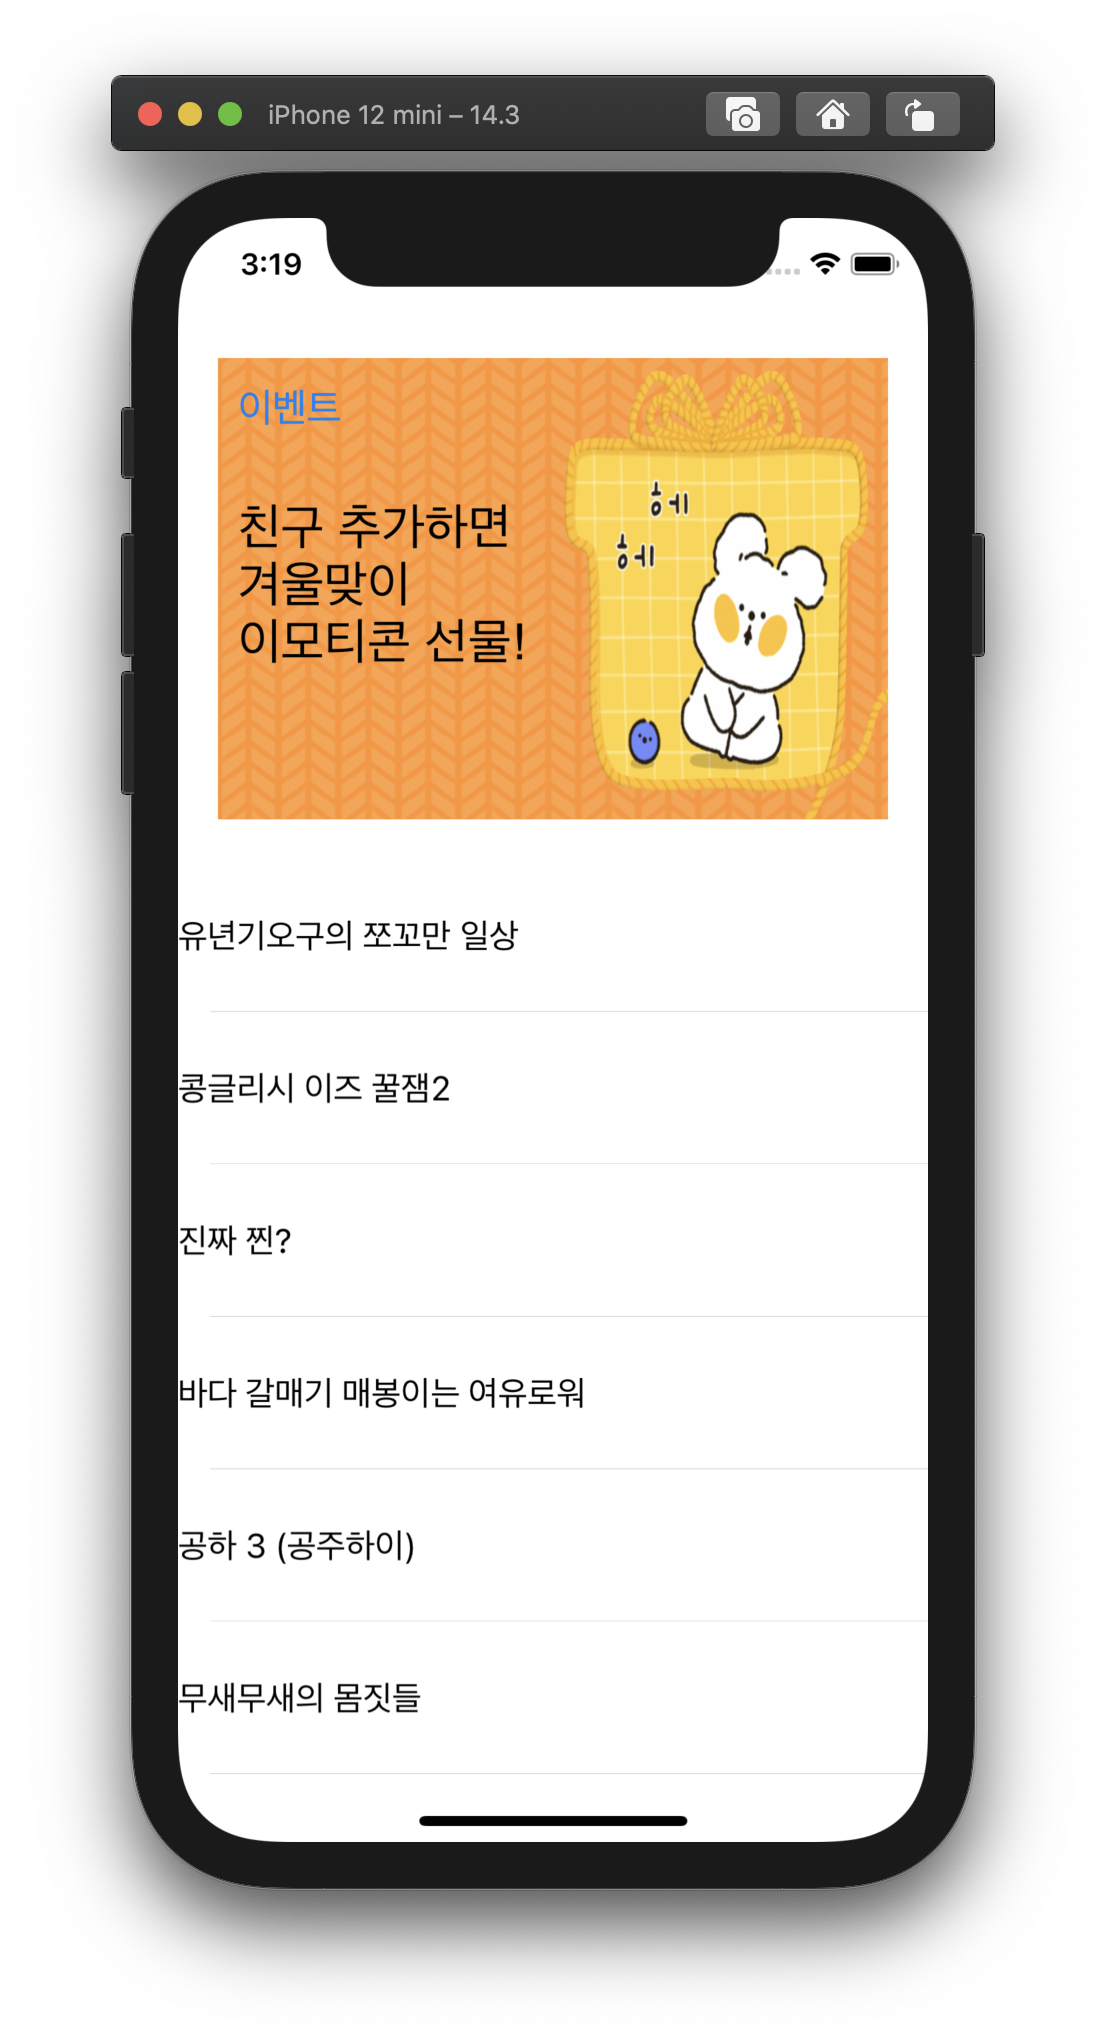 iPhone 12 mini – 14.3
3:19
이벤트
친구 추가하면
겨울맞이
이모티콘 선물!
헤
헤
유년기오구의 쪼꼬만 일상
콩글리시 이즈 꿀잼2
진짜 찐?
바다 갈매기 매봉이는 여유로워
공하 3 (공주하이)
무새무새의 몸짓들